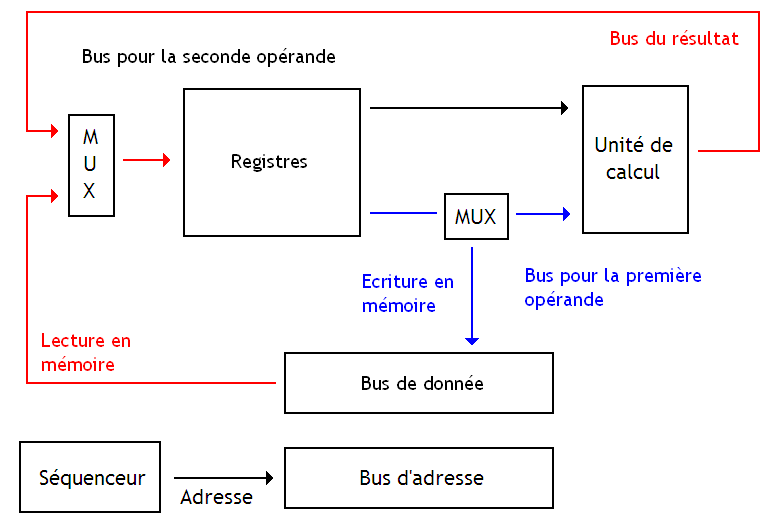 Bus du résultat
Bus pour la seconde opérande
M
U
X
Registres
Unité de
calcul
MUX
Ecriture en
mémoire
Bus pour la première
opérande
Lecture en
mémoire
Bus de donnée
Séquenceur
Adresse
Bus d'adresse